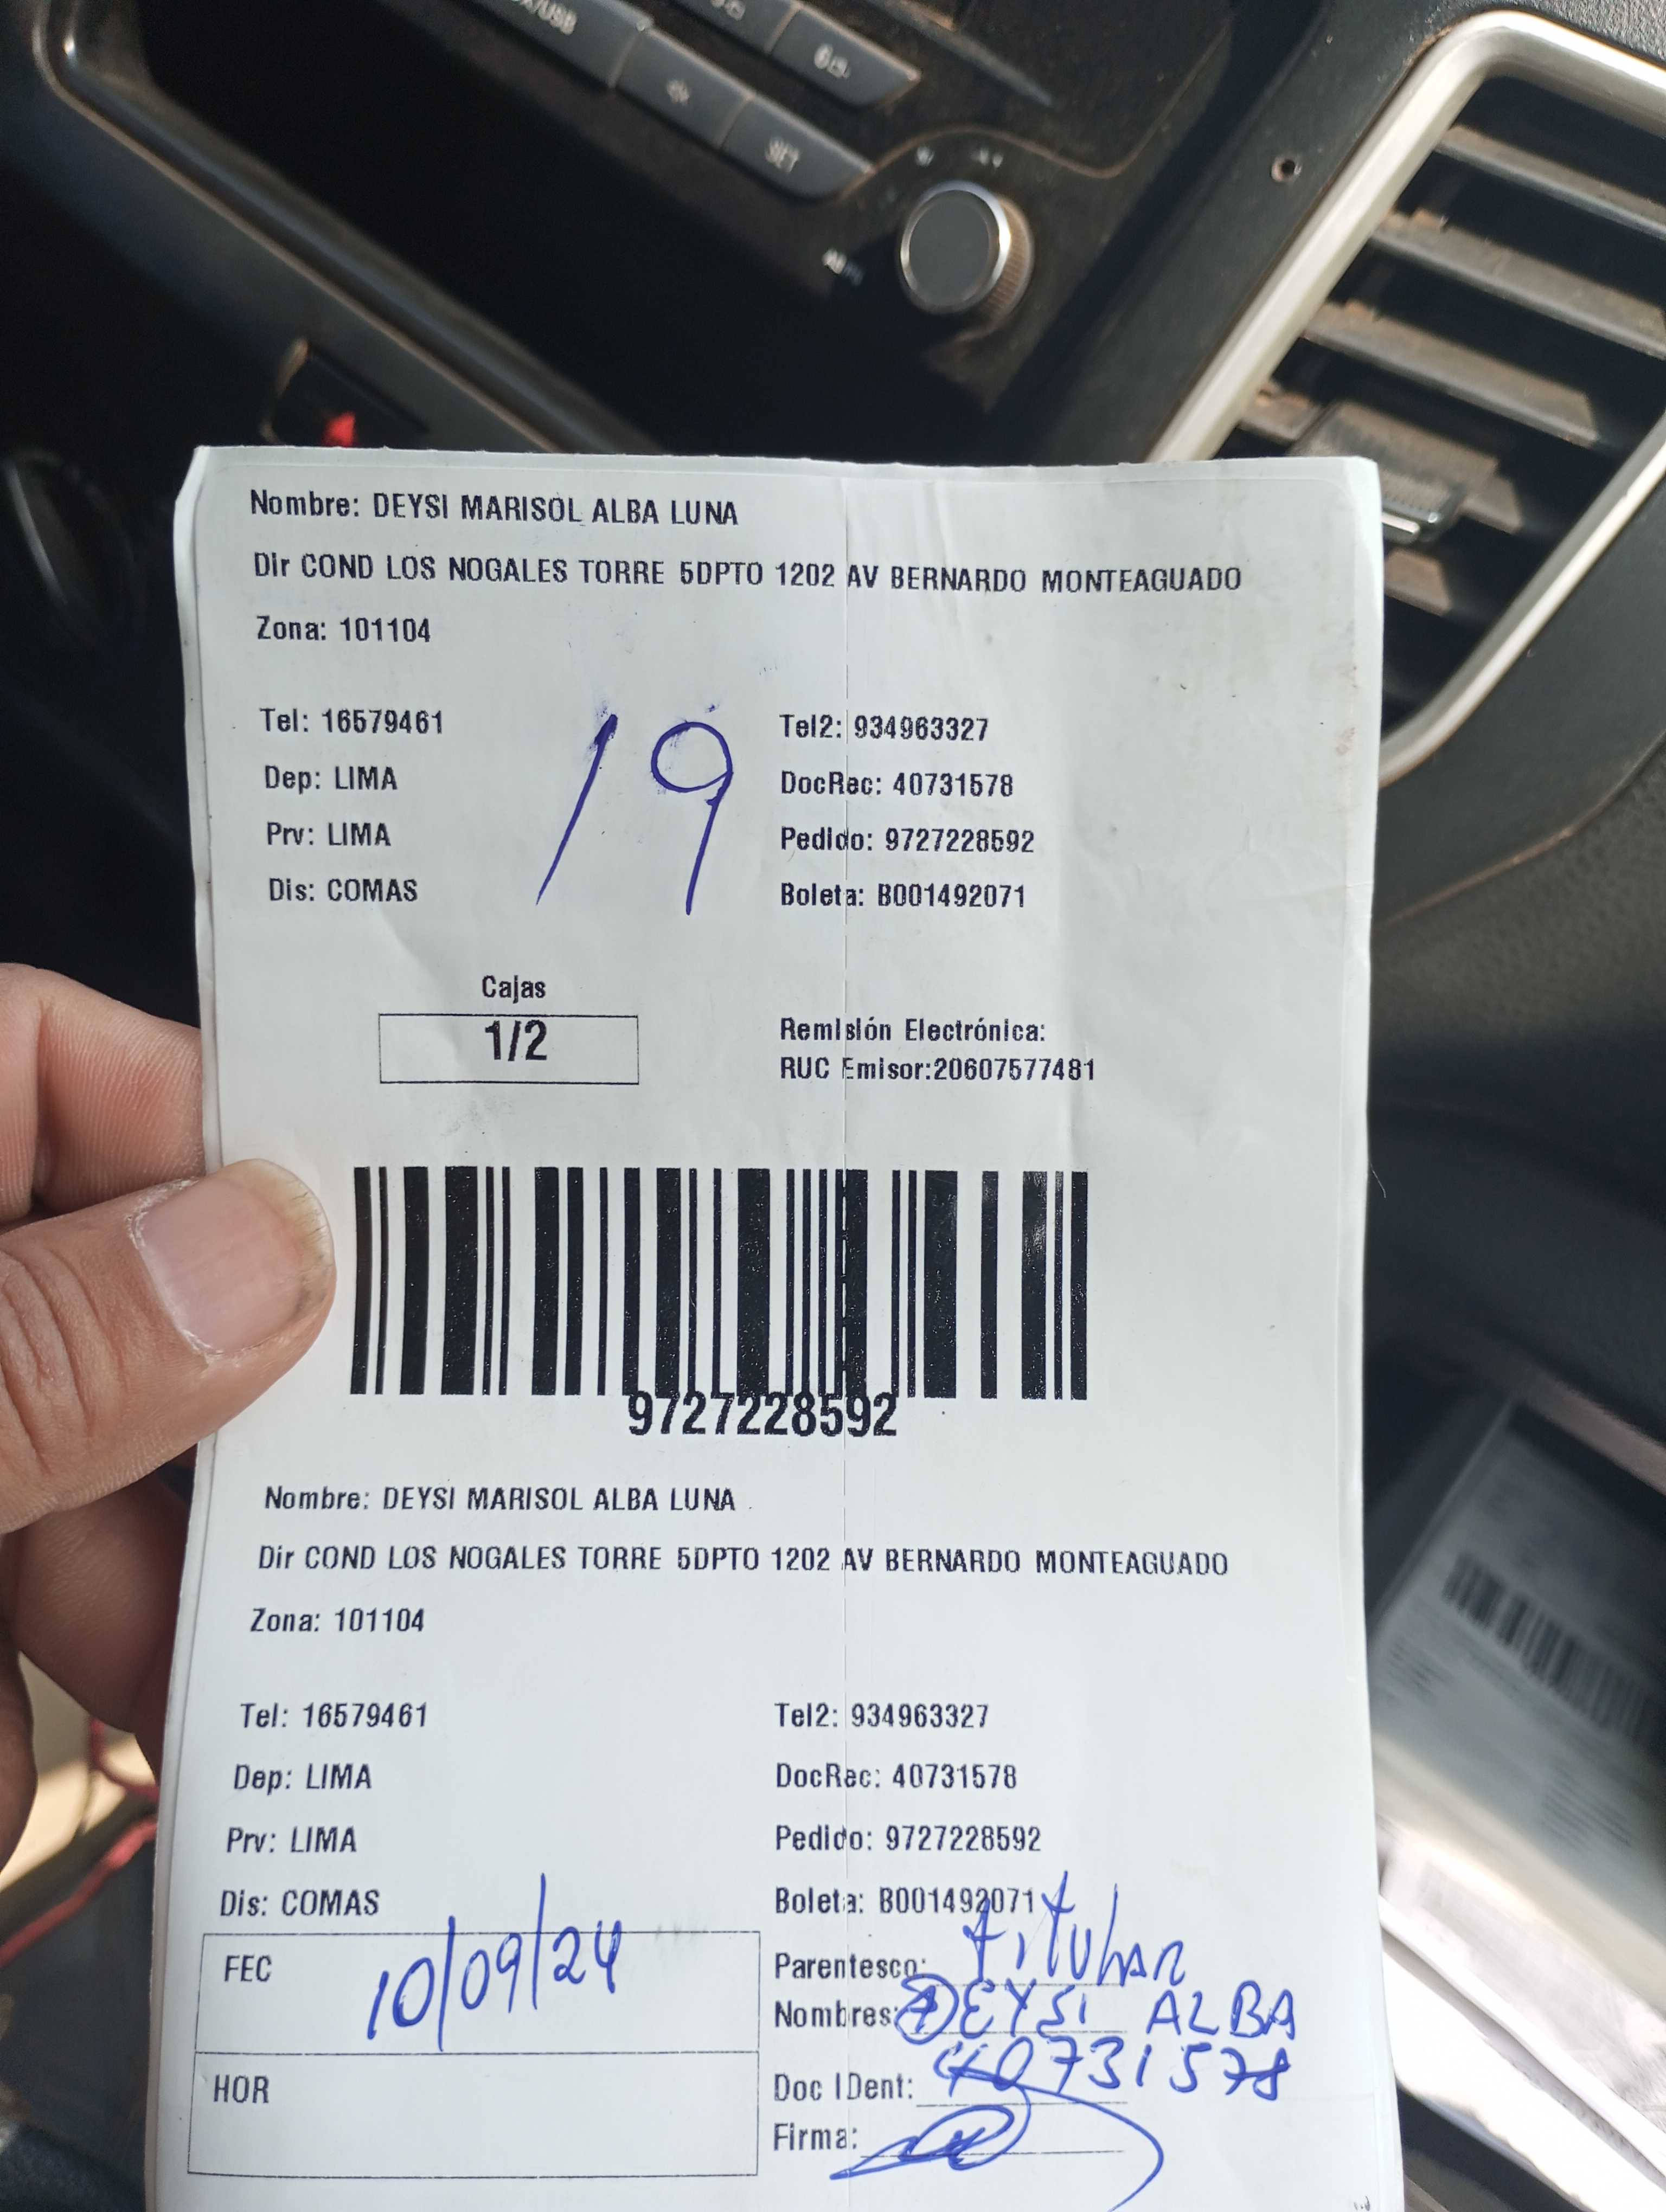 SET
Nombre: DEYSI MARISOL ALBA LUNA
Dir COND LOS NOGALES TORRE 5DPTO 1202 AV BERNARDO MONTEAGUADO
Zona: 101104
Tel: 16579461
Tel2: 934963327
Dep: LIMA
DocRec: 40731578
Prv: LIMA
Pedido: 9727228592
Dis: COMAS
Boleta: B001492071
19
Cajas
1/2
Remisión Electrónica:
RUC Emisor:20607577481
9727228592
Nombre: DEYSI MARISOL ALBA LUNA
Dir COND LOS NOGALES TORRE 5DPTO 1202 AV BERNARDO MONTEAGUADO
Zona: 101104
Tel: 16579461
Tel2: 934963327
Dep: LIMA
DocRec: 40731578
Prv: LIMA
Pedido: 9727228592
Dis: COMAS
Boleta: B001492071
FEC 10/09/24
HOR
Parentesco: titular
Nombres: DEYSI ALBA
Doc IDent: 40731578
Firma: